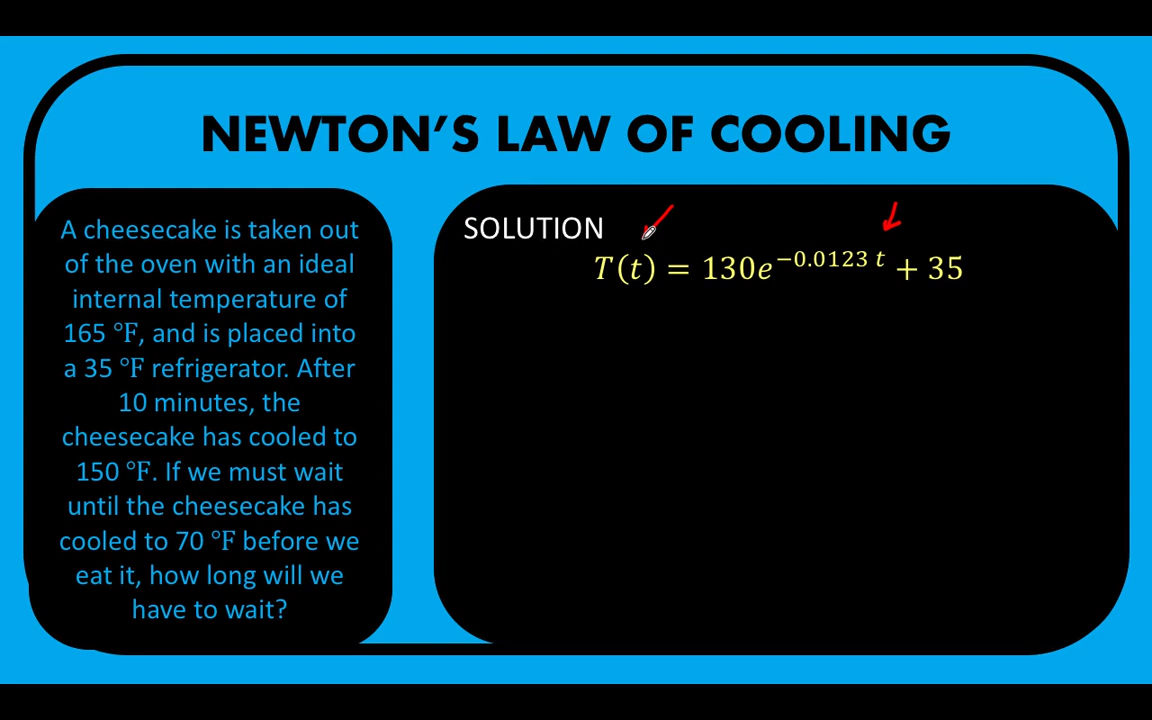 NEWTON'S LAW OF COOLING
A cheesecake is taken out
of the oven with an ideal
internal temperature of
165 °F, and is placed into
a 35 °F refrigerator. After
10 minutes, the
cheesecake has cooled to
150 °F. If we must wait
until the cheesecake has
cooled to 70 °F before we
eat it, how long will we
have to wait?
SOLUTION
T(t) = 130e^{−0.0123 t} + 35